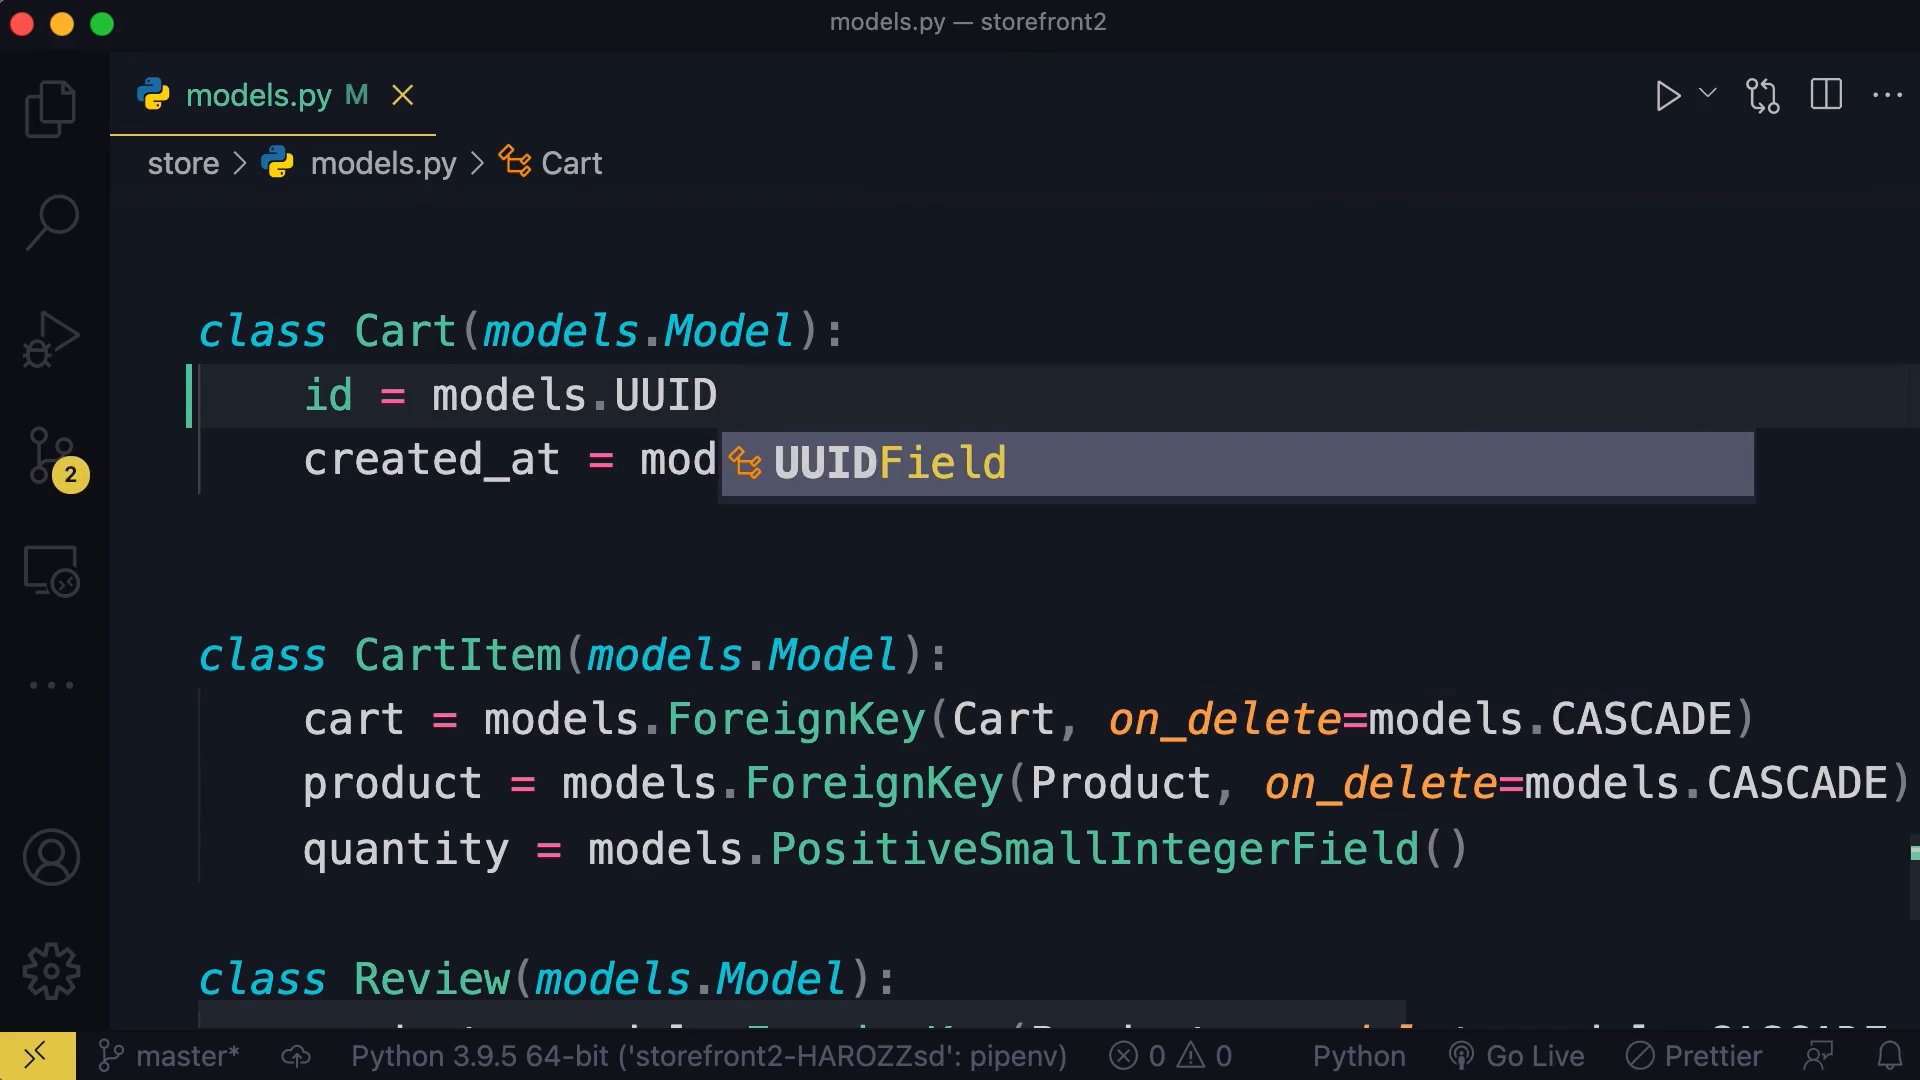 models.py — storefront2
models.py M
store > models.py > Cart
class Cart(models.Model):
id = models.UUID
created_at = mod
UUIDField
class CartItem(models.Model):
cart = models.ForeignKey(Cart, on_delete=models.CASCADE)
product = models.ForeignKey(Product, on_delete=models.CASCADE)
quantity = models.PositiveSmallIntegerField()
class Review(models.Model):
2
master* Python 3.9.5 64-bit ('storefront2-HAROZZsd': pipenv) 0 0 Python Go Live Prettier